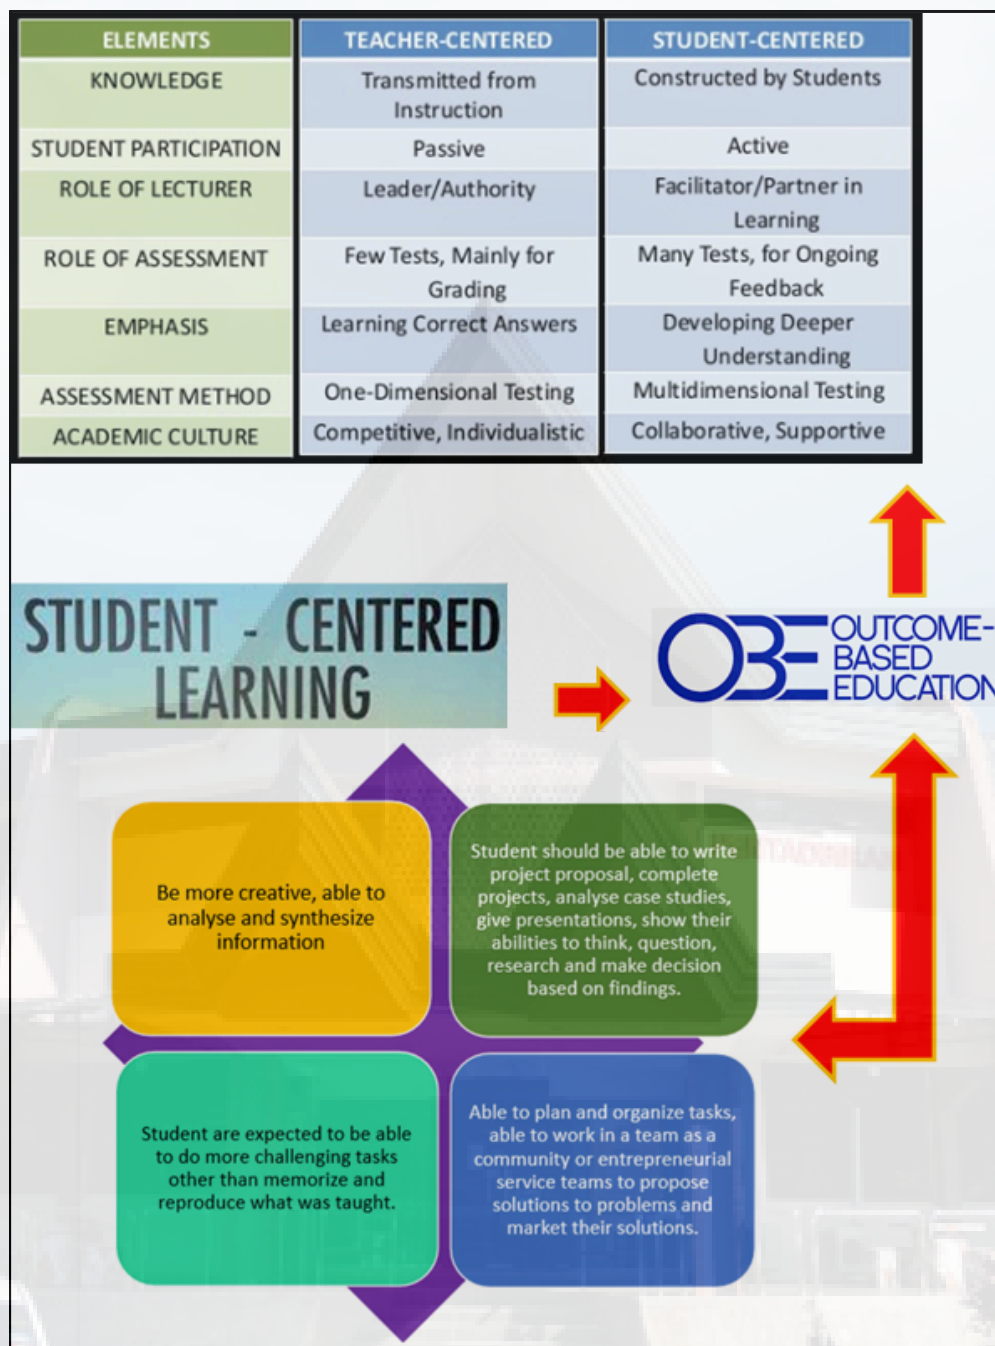 ELEMENTS TEACHER-CENTERED STUDENT-CENTERED
KNOWLEDGE Transmitted from Constructed by Students
Instruction
STUDENT PARTICIPATION Passive Active
ROLE OF LECTURER Leader/Authority Facilitator/Partner in
Learning
ROLE OF ASSESSMENT Few Tests, Mainly for Many Tests, for Ongoing
Grading Feedback
EMPHASIS Learning Correct Answers Developing Deeper
Understanding
ASSESSMENT METHOD One-Dimensional Testing Multidimensional Testing
ACADEMIC CULTURE Competitive, Individualistic Collaborative, Supportive
STUDENT - CENTERED
LEARNING
OBE OUTCOME-
BASED
EDUCATION
Be more creative, able to
analyse and synthesize
information
Student should be able to write
project proposal, complete
projects, analyse case studies,
give presentations, show their
abilities to think, question,
research and make decision
based on findings.
Student are expected to be able
to do more challenging tasks
other than memorize and
reproduce what was taught.
Able to plan and organize tasks,
able to work in a team as a
community or entrepreneurial
service teams to propose
solutions to problems and
market their solutions.